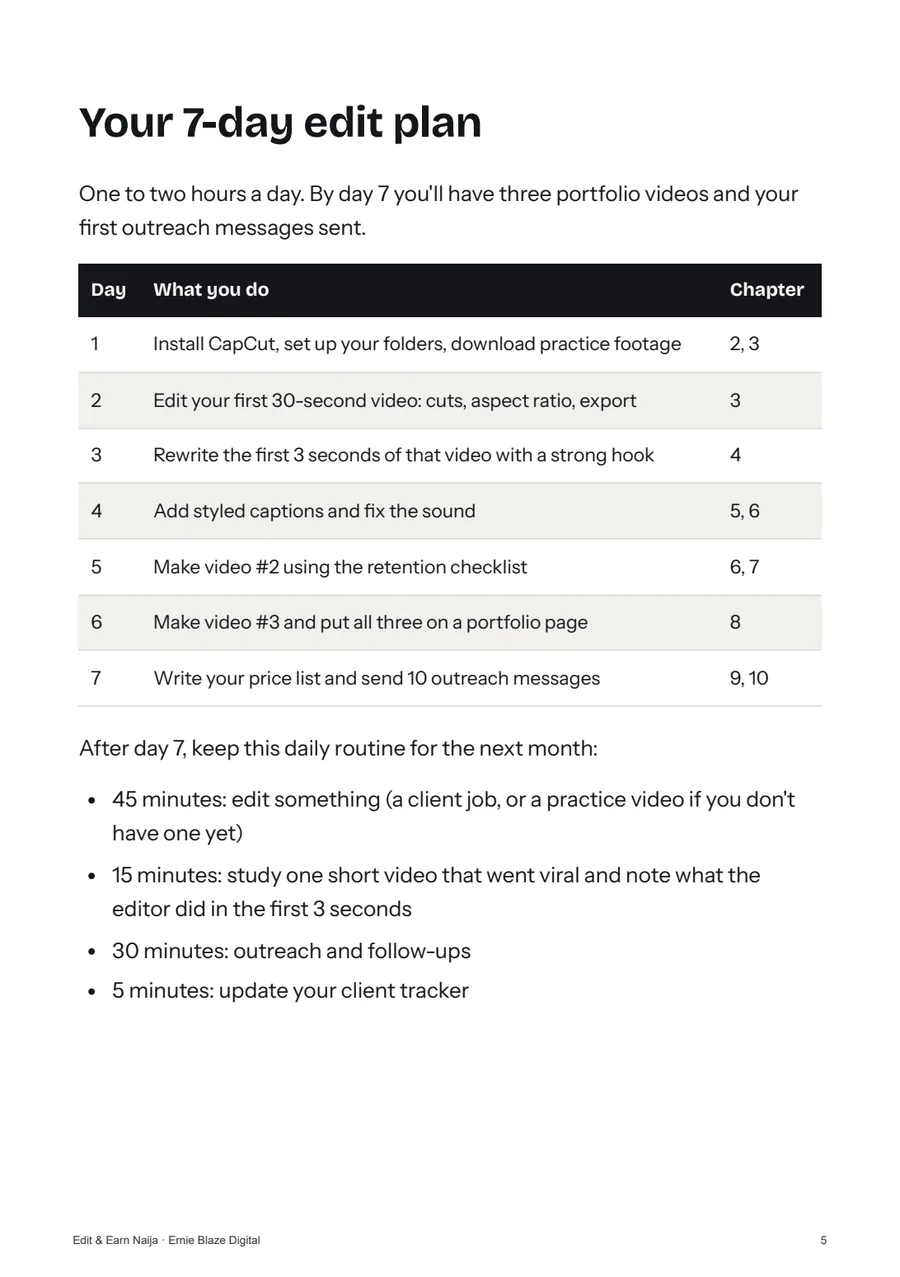 Your 7-day edit plan
One to two hours a day. By day 7 you'll have three portfolio videos and your
first outreach messages sent.
Day What you do Chapter
1 Install CapCut, set up your folders, download practice footage 2, 3
2 Edit your first 30-second video: cuts, aspect ratio, export 3
3 Rewrite the first 3 seconds of that video with a strong hook 4
4 Add styled captions and fix the sound 5, 6
5 Make video #2 using the retention checklist 6, 7
6 Make video #3 and put all three on a portfolio page 8
7 Write your price list and send 10 outreach messages 9, 10
After day 7, keep this daily routine for the next month:
• 45 minutes: edit something (a client job, or a practice video if you don't
have one yet)
• 15 minutes: study one short video that went viral and note what the
editor did in the first 3 seconds
• 30 minutes: outreach and follow-ups
• 5 minutes: update your client tracker
Edit & Earn Naija · Ernie Blaze Digital 5